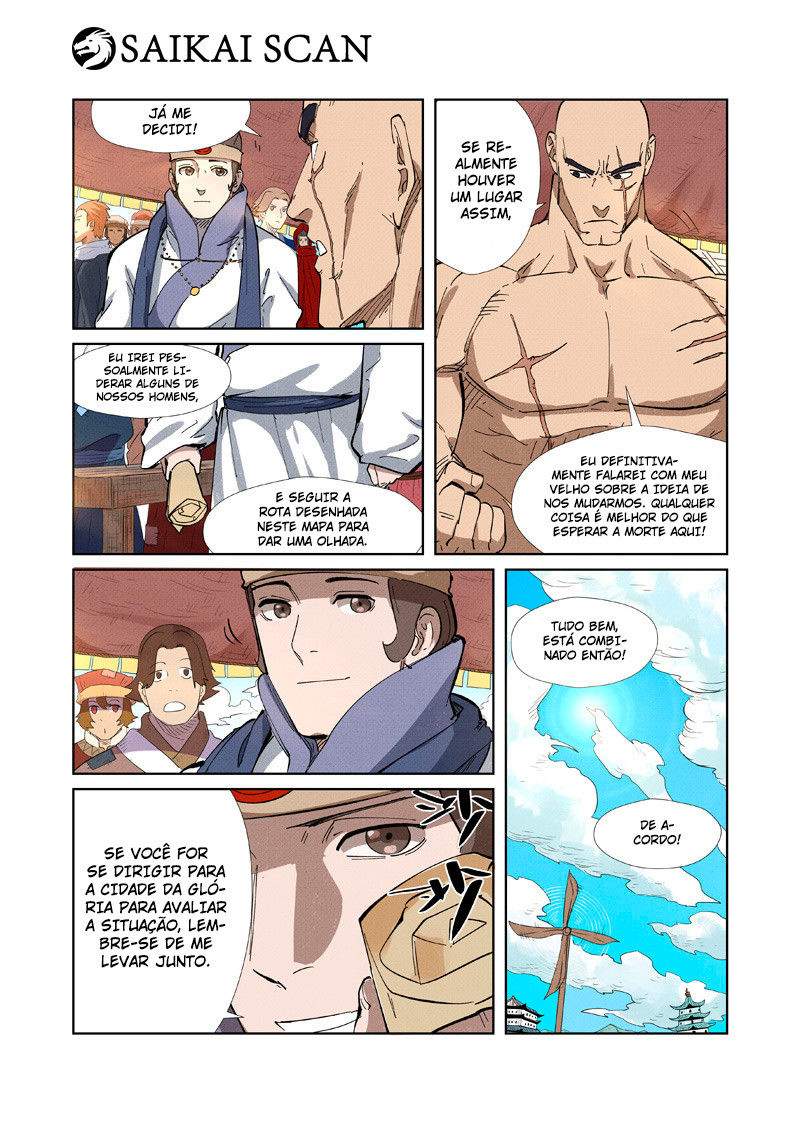 SAIKAI SCAN
JÁ ME
DECIDI!
SE RE-
ALMENTE
HOUVER
UM LUGAR
ASSIM,
EU IREI PES-
SOALMENTE LI-
DERAR ALGUNS DE
NOSSOS HOMENS,
E SEGUIR A
ROTA DESENHADA
NESTE MAPA PARA
DAR UMA OLHADA.
EU DEFINITIVA-
MENTE FALAREI COM MEU
VELHO SOBRE A IDEIA DE
NOS MUDARMOS. QUALQUER
COISA É MELHOR DO QUE
ESPERAR A MORTE AQUI!
TUDO BEM,
ESTÁ COMBI-
NADO ENTÃO!
DE A-
CORDO!
SE VOCÊ FOR
SE DIRIGIR PARA
A CIDADE DA GLÓ-
RIA PARA AVALIAR
A SITUAÇÃO, LEM-
BRE-SE DE ME
LEVAR JUNTO.